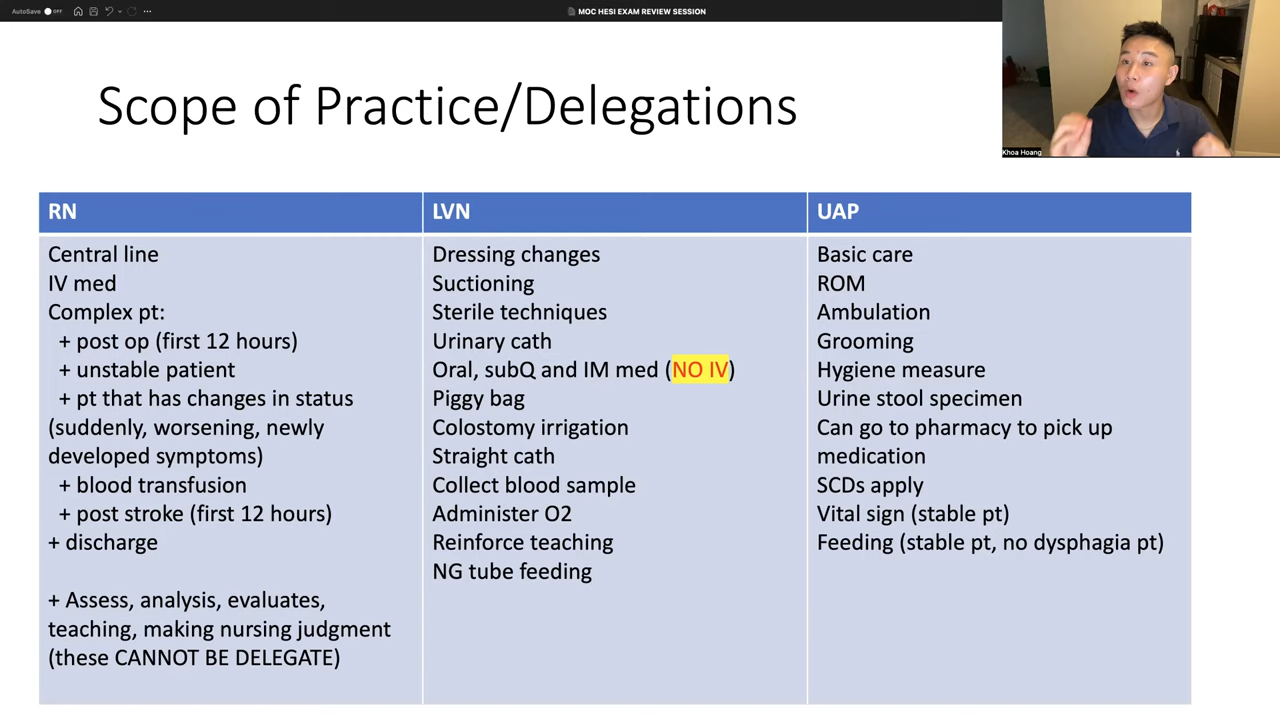 AutoSave OFF
MOC HESI EXAM REVIEW SESSION
Khoa Hoang
Scope of Practice/Delegations
RN
Central line
IV med
Complex pt:
+ post op (first 12 hours)
+ unstable patient
+ pt that has changes in status
(suddenly, worsening, newly
developed symptoms)
+ blood transfusion
+ post stroke (first 12 hours)
+ discharge
+ Assess, analysis, evaluates,
teaching, making nursing judgment
(these CANNOT BE DELEGATE)
LVN
Dressing changes
Suctioning
Sterile techniques
Urinary cath
Oral, subQ and IM med (NO IV)
Piggy bag
Colostomy irrigation
Straight cath
Collect blood sample
Administer O2
Reinforce teaching
NG tube feeding
UAP
Basic care
ROM
Ambulation
Grooming
Hygiene measure
Urine stool specimen
Can go to pharmacy to pick up
medication
SCDs apply
Vital sign (stable pt)
Feeding (stable pt, no dysphagia pt)